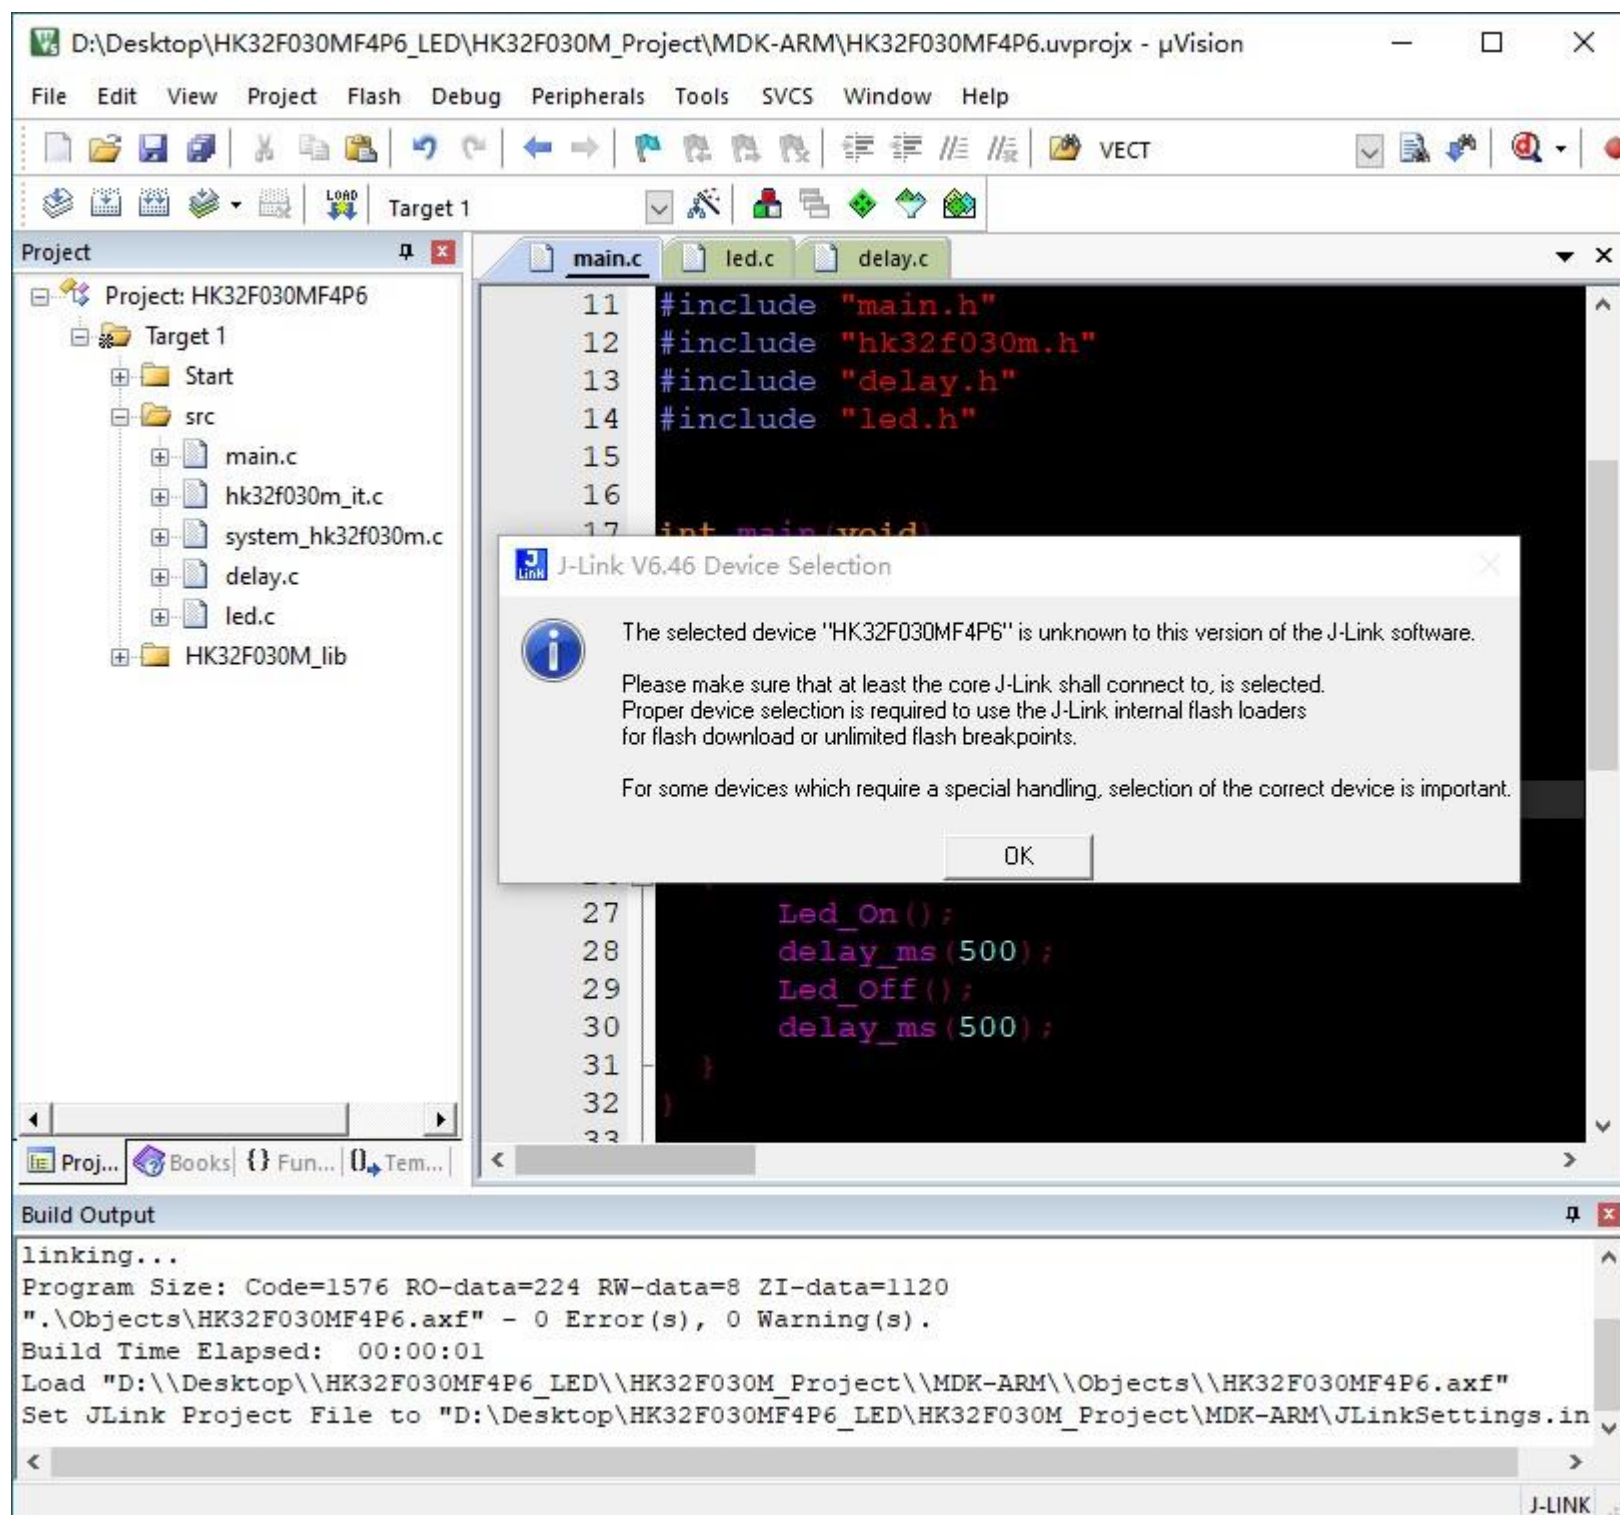 D:\Desktop\HK32F030MF4P6_LED\HK32F030M_Project\MDK-ARM\HK32F030MF4P6.uvprojx - µVision
File Edit View Project Flash Debug Peripherals Tools SVCS Window Help
VECT
LOAD Target 1
Project
Project: HK32F030MF4P6
Target 1
Start
src
main.c
hk32f030m_it.c
system_hk32f030m.c
delay.c
led.c
HK32F030M_lib
Proj... Books {} Fun... Tem...
main.c led.c delay.c
11 #include "main.h"
12 #include "hk32f030m.h"
13 #include "delay.h"
14 #include "led.h"
15
16
17 int main(void)
J-Link V6.46 Device Selection
The selected device "HK32F030MF4P6" is unknown to this version of the J-Link software.
Please make sure that at least the core J-Link shall connect to, is selected.
Proper device selection is required to use the J-Link internal flash loaders
for flash download or unlimited flash breakpoints.
For some devices which require a special handling, selection of the correct device is important.
OK
27 Led_On();
28 delay_ms(500);
29 Led_Off();
30 delay_ms(500);
31 }
32 }
33
Build Output
linking...
Program Size: Code=1576 RO-data=224 RW-data=8 ZI-data=1120
".\Objects\HK32F030MF4P6.axf" - 0 Error(s), 0 Warning(s).
Build Time Elapsed:  00:00:01
Load "D:\\Desktop\\HK32F030MF4P6_LED\\HK32F030M_Project\\MDK-ARM\\Objects\\HK32F030MF4P6.axf"
Set JLink Project File to "D:\Desktop\HK32F030MF4P6_LED\HK32F030M_Project\MDK-ARM\JLinkSettings.in
J-LINK